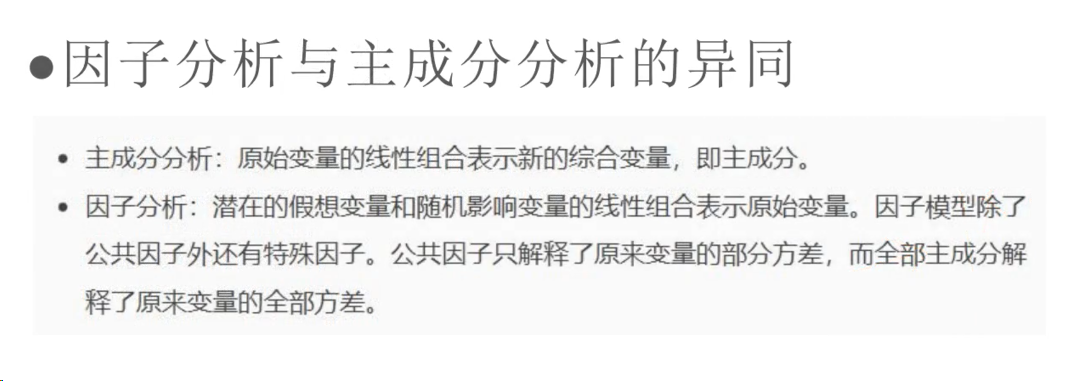 ●因子分析与主成分分析的异同
• 主成分分析：原始变量的线性组合表示新的综合变量，即主成分。
• 因子分析：潜在的假想变量和随机影响变量的线性组合表示原始变量。因子模型除了
公共因子外还有特殊因子。公共因子只解释了原来变量的部分方差，而全部主成分解
释了原来变量的全部方差。